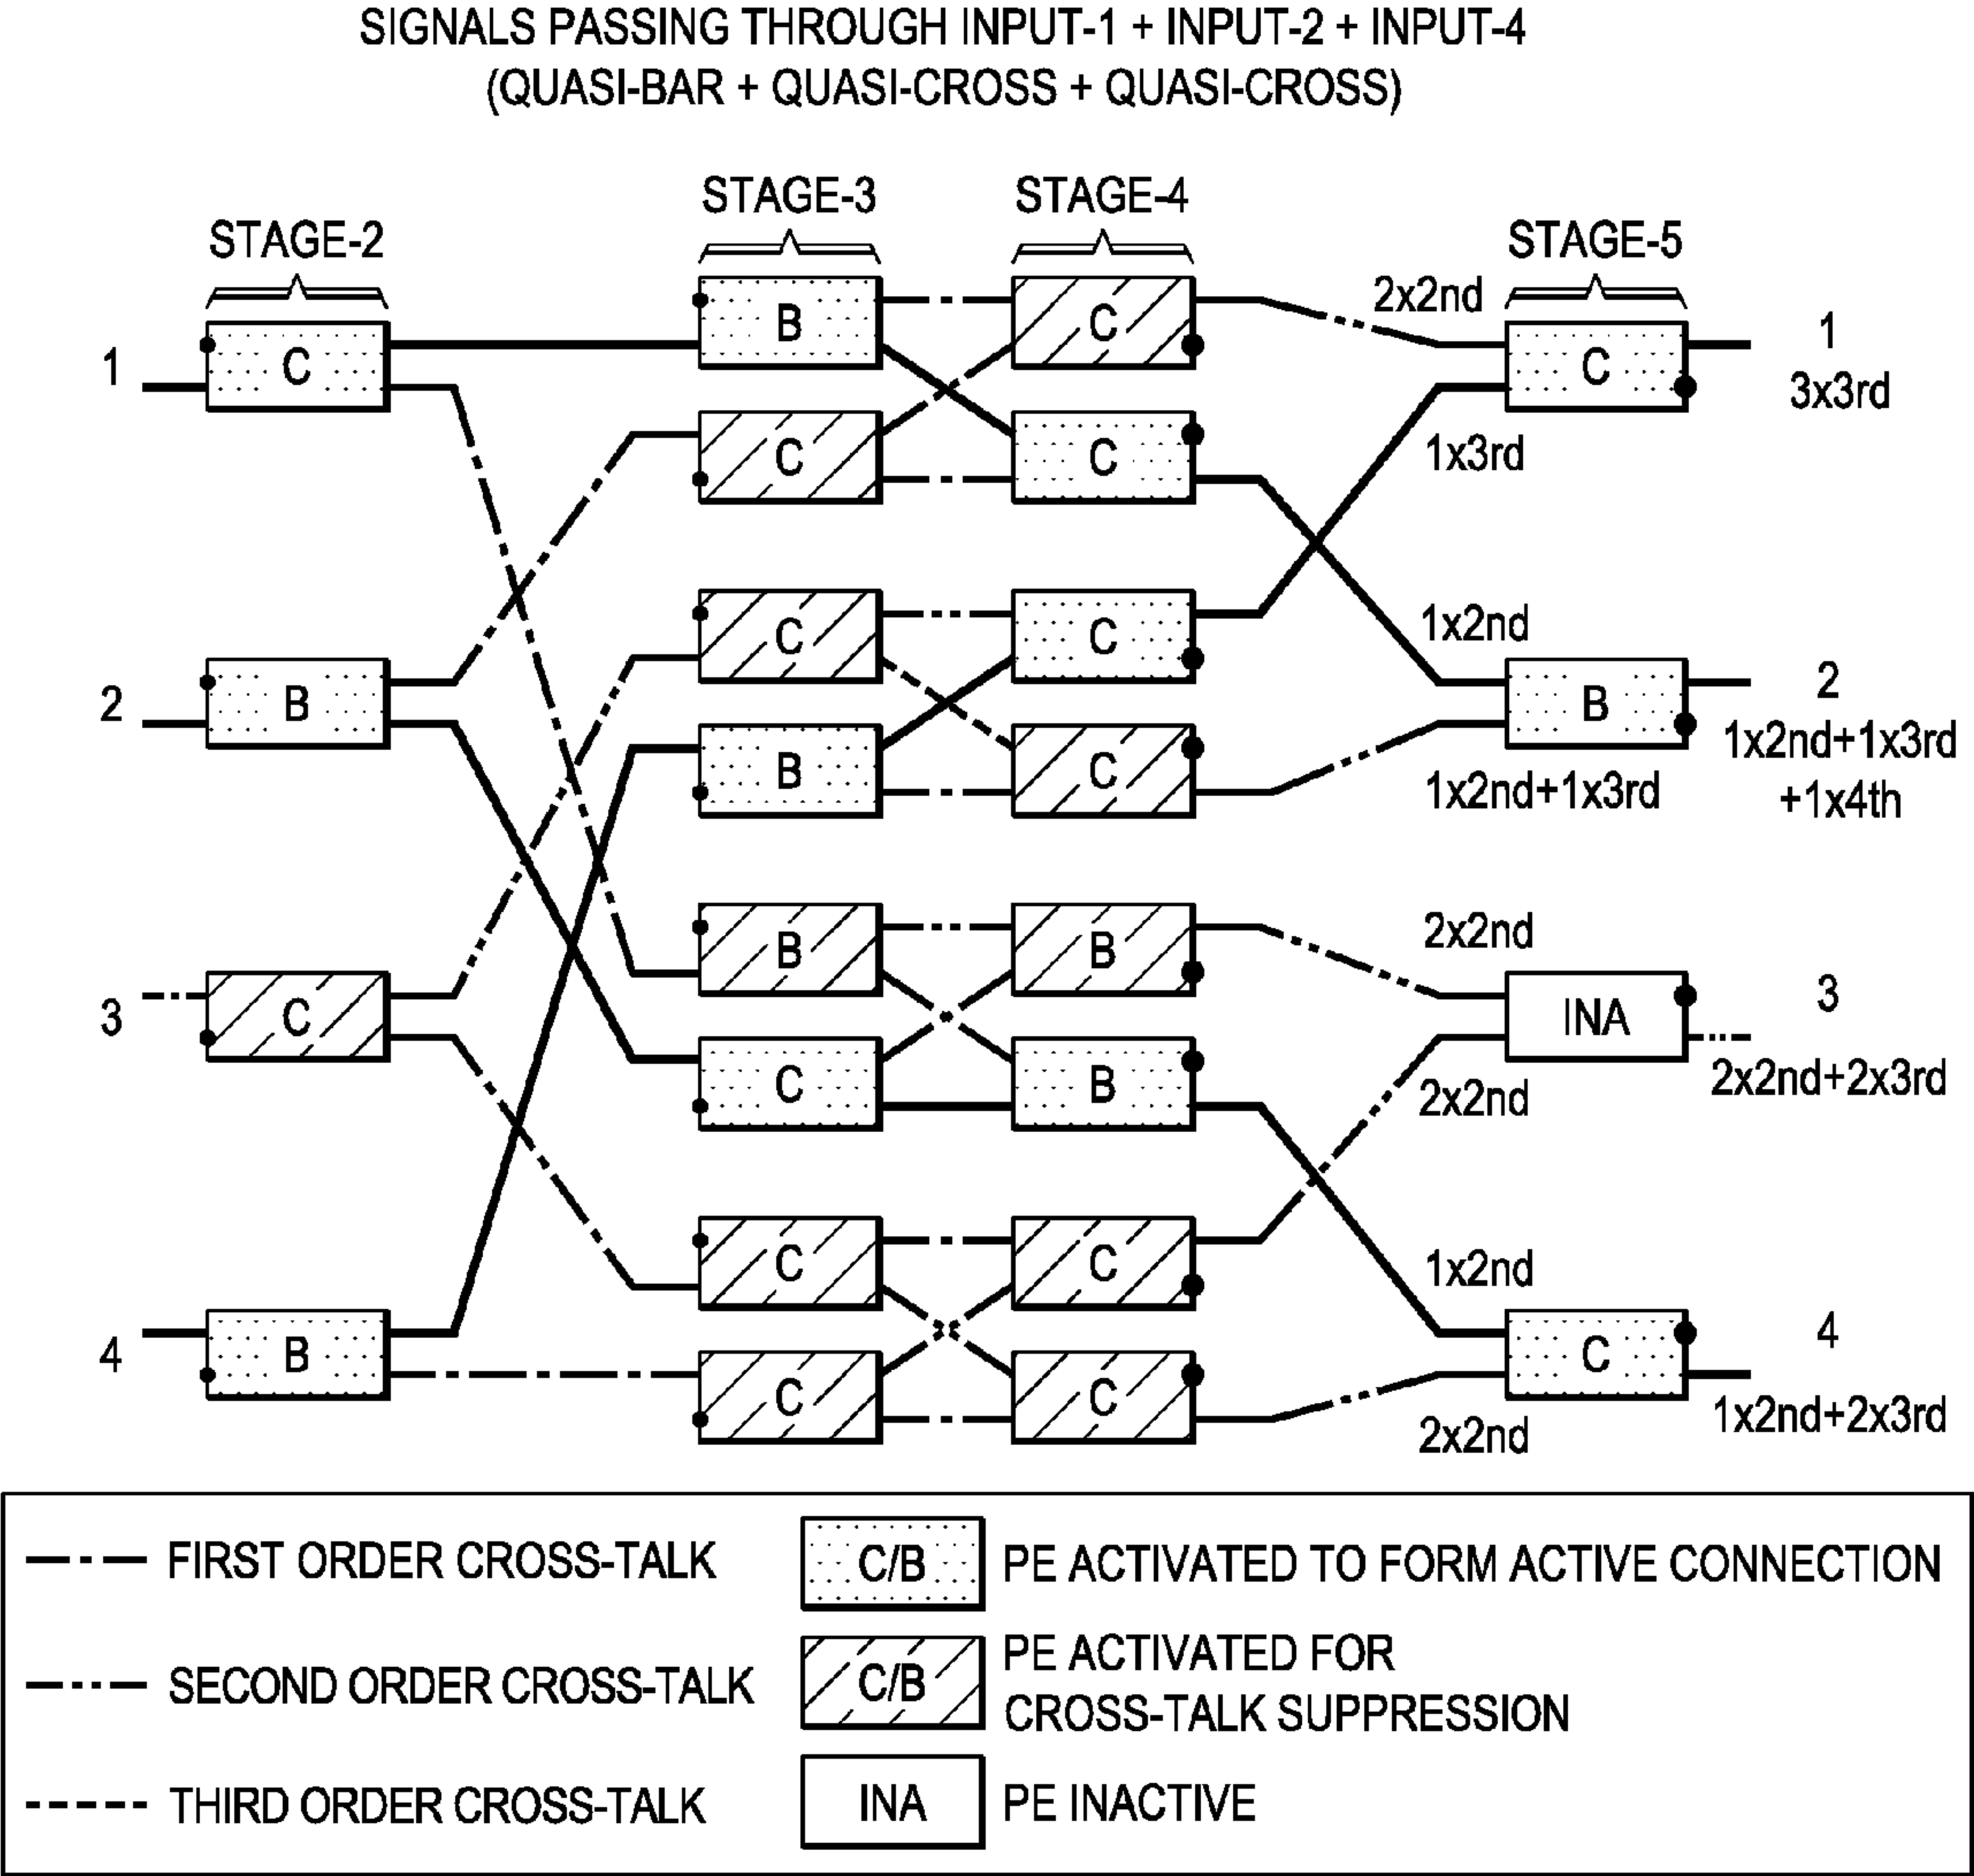 SIGNALS PASSING THROUGH INPUT-1 + INPUT-2 + INPUT-4
(QUASI-BAR + QUASI-CROSS + QUASI-CROSS)
STAGE-2
STAGE-3
STAGE-4
STAGE-5
1
C
B
C
2x2nd
C
1
3x3rd
C
C
1x3rd
2
B
C
C
1x2nd
B
2
1x2nd+1x3rd
+1x4th
B
C
1x2nd+1x3rd
3
C
B
B
2x2nd
INA
3
2x2nd+2x3rd
C
B
2x2nd
4
B
C
C
1x2nd
C
4
1x2nd+2x3rd
C
C
2x2nd
FIRST ORDER CROSS-TALK
SECOND ORDER CROSS-TALK
THIRD ORDER CROSS-TALK
C/B
PE ACTIVATED TO FORM ACTIVE CONNECTION
C/B
PE ACTIVATED FOR
CROSS-TALK SUPPRESSION
INA
PE INACTIVE